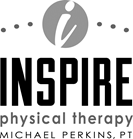 i
INSPIRE
physical therapy
MICHAEL PERKINS, PT